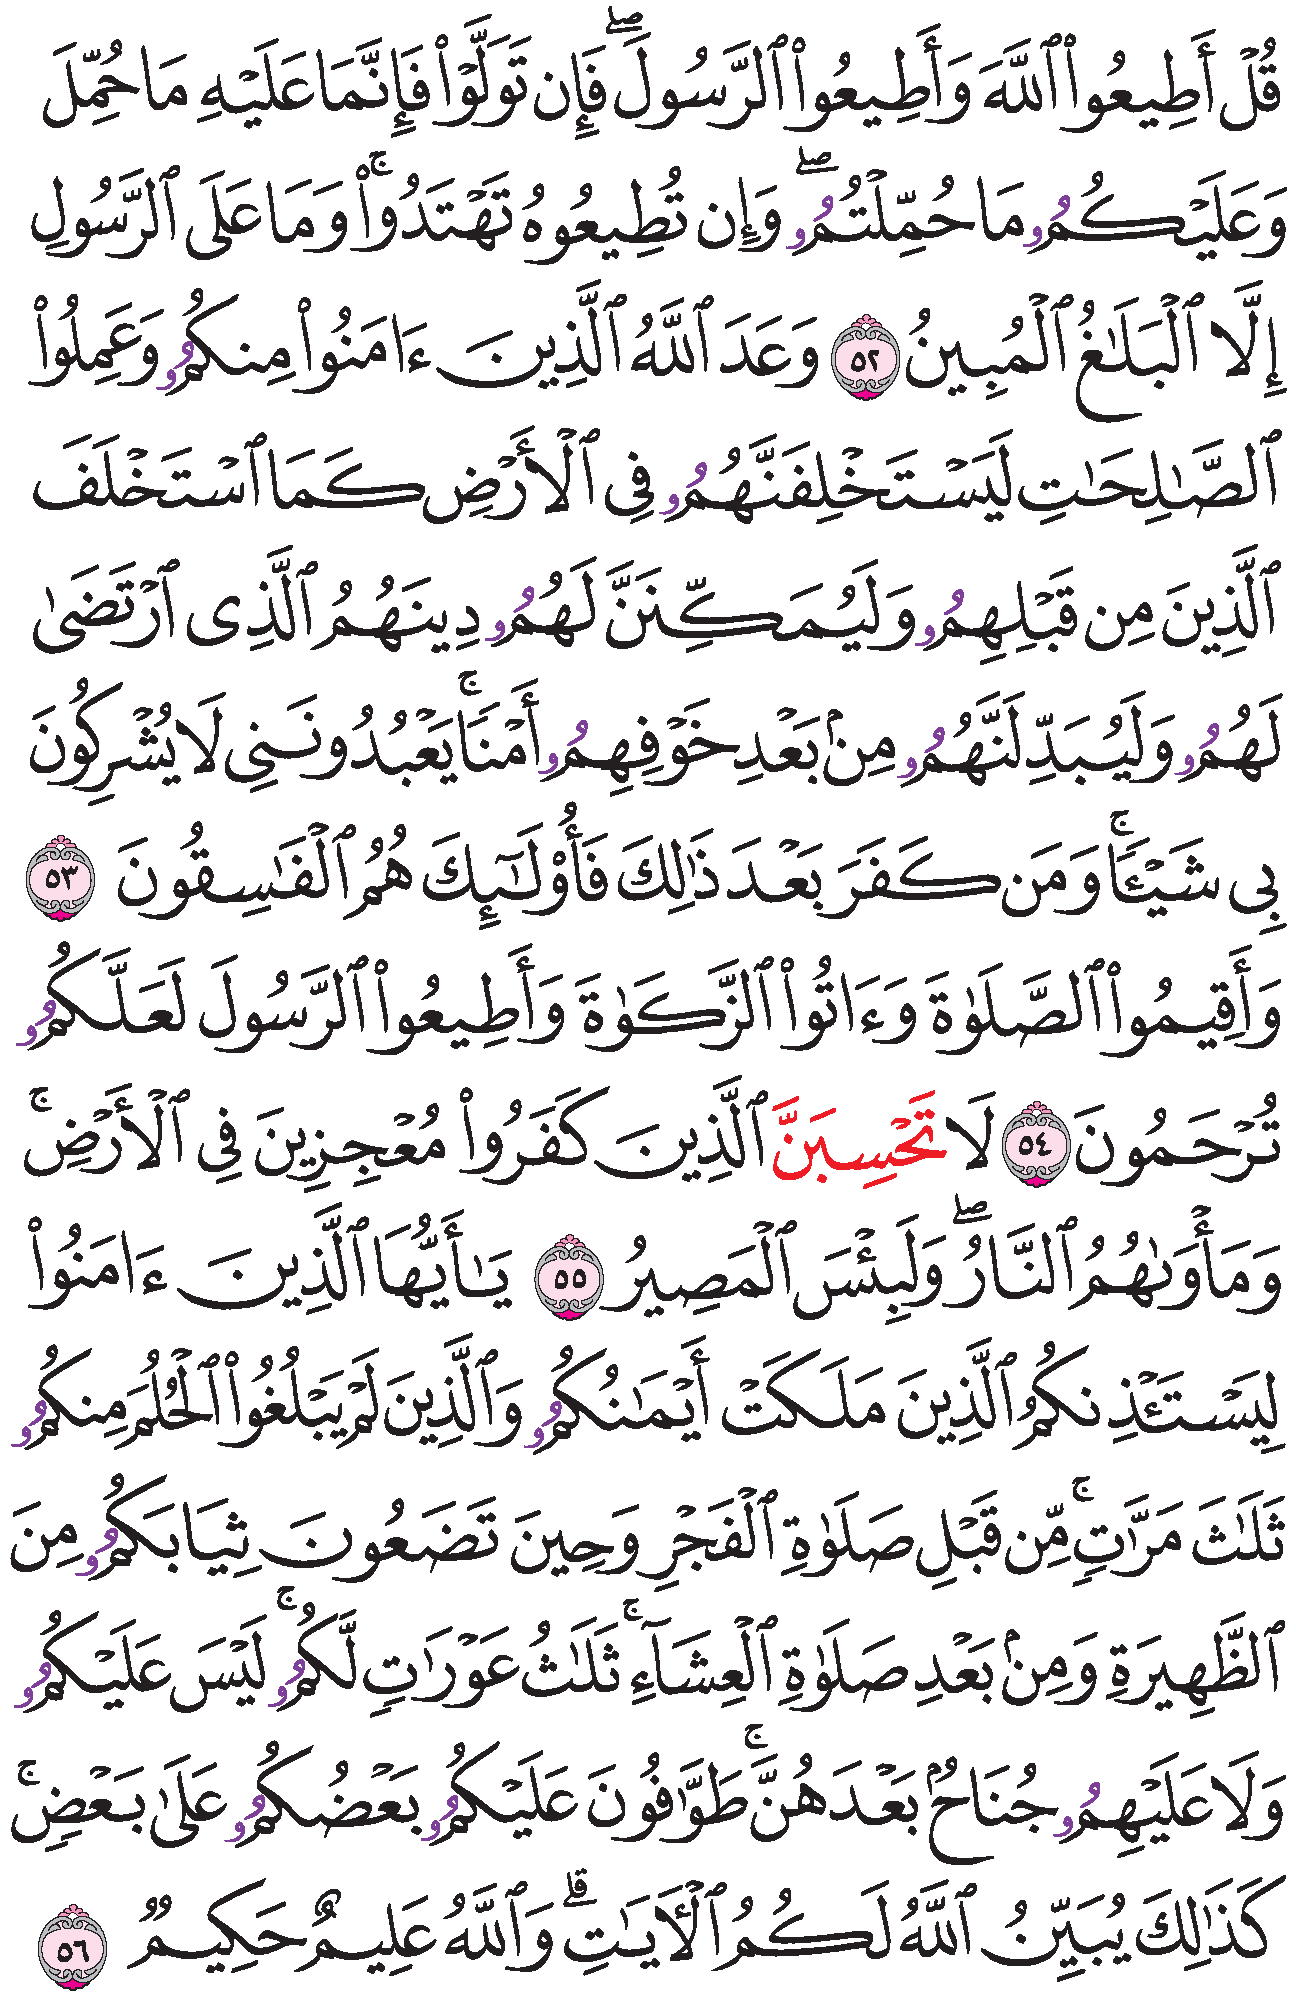 قُلۡ أَطِيعُواْ ٱللَّهَ وَأَطِيعُواْ ٱلرَّسُولَۖ فَإِن تَوَلَّوۡاْ فَإِنَّمَا عَلَيۡهِ مَا حُمِّلَ
وَعَلَيۡكُمُۥ مَا حُمِّلۡتُمُۥۖ وَإِن تُطِيعُوهُ تَهۡتَدُواْۚ وَمَا عَلَى ٱلرَّسُولِ
إِلَّا ٱلۡبَلَٰغُ ٱلۡمُبِينُ ٥٢ وَعَدَ ٱللَّهُ ٱلَّذِينَ ءَامَنُواْ مِنكُمُۥ وَعَمِلُواْ
ٱلصَّٰلِحَٰتِ لَيَسۡتَخۡلِفَنَّهُمُۥ فِي ٱلۡأَرۡضِ كَمَا ٱسۡتَخۡلَفَ
ٱلَّذِينَ مِن قَبۡلِهِمُۥ وَلَيُمَكِّنَنَّ لَهُمُۥ دِينَهُمُ ٱلَّذِى ٱرۡتَضَىٰ
لَهُمُۥ وَلَيُبَدِّلَنَّهُمُۥ مِنۢ بَعۡدِ خَوۡفِهِمُۥ أَمۡنَۭاۚ يَعۡبُدُونَنِى لَا يُشۡرِكُونَ
بِى شَيۡـَۭٔاۚ وَمَن كَفَرَ بَعۡدَ ذَٰلِكَ فَأُوْلَٰٓئِكَ هُمُ ٱلۡفَٰسِقُونَ ٥٣
وَأَقِيمُواْ ٱلصَّلَوٰةَ وَءَاتُواْ ٱلزَّكَوٰةَ وَأَطِيعُواْ ٱلرَّسُولَ لَعَلَّكُمُۥ
تُرۡحَمُونَ ٥٤ لَا تَحۡسِبَنَّ ٱلَّذِينَ كَفَرُواْ مُعۡجِزِينَ فِي ٱلۡأَرۡضِۚ
وَمَأۡوَىٰهُمُ ٱلنَّارُۖ وَلَبِئۡسَ ٱلۡمَصِيرُ ٥٥ يَٰٓأَيُّهَا ٱلَّذِينَ ءَامَنُواْ
لِيَسۡتَـٔۡذِنكُمُ ٱلَّذِينَ مَلَكَتۡ أَيۡمَٰنُكُمُۥ وَٱلَّذِينَ لَمۡ يَبۡلُغُواْ ٱلۡحُلُمَ مِنكُمُۥ
ثَلَٰثَ مَرَّٰتٖۚ مِّن قَبۡلِ صَلَوٰةِ ٱلۡفَجۡرِ وَحِينَ تَضَعُونَ ثِيَابَكُمُۥ مِنَ
ٱلظَّهِيرَةِ وَمِنۢ بَعۡدِ صَلَوٰةِ ٱلۡعِشَآءِۚ ثَلَٰثُ عَوۡرَٰتٖ لَّكُمُۥۚ لَيۡسَ عَلَيۡكُمُۥ
وَلَا عَلَيۡهِمُۥ جُنَاحُۢ بَعۡدَهُنَّۚ طَوَّٰفُونَ عَلَيۡكُمُۥ بَعۡضُكُمُۥ عَلَىٰ بَعۡضٖۚ
كَذَٰلِكَ يُبَيِّنُ ٱللَّهُ لَكُمُ ٱلۡأٓيَٰتِۗ وَٱللَّهُ عَلِيمٌ حَكِيمٞ ٥٦